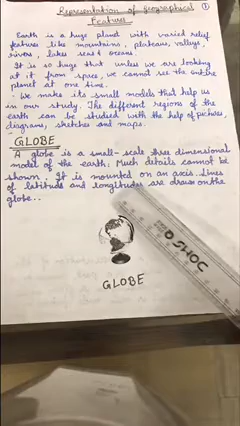 Representation of Geographical ①
Features
Earth is a huge planet with varied relief
features like mountains, plateaus, valleys,
rivers, lakes seas & oceans.
It is so huge that unless we are looking
at it from space, we cannot see the entire
planet at one time.
We make its small models that help us
in our study. The different regions of the
earth can be studied with the help of pictures,
diagrams, sketches and maps.
GLOBE
A globe is a small-scale three dimensional
model of the earth. Much details cannot be
shown. It is mounted on an axis. Lines
of latitude and longitudes are drawn on the
globe..
GLOBE
DOMS